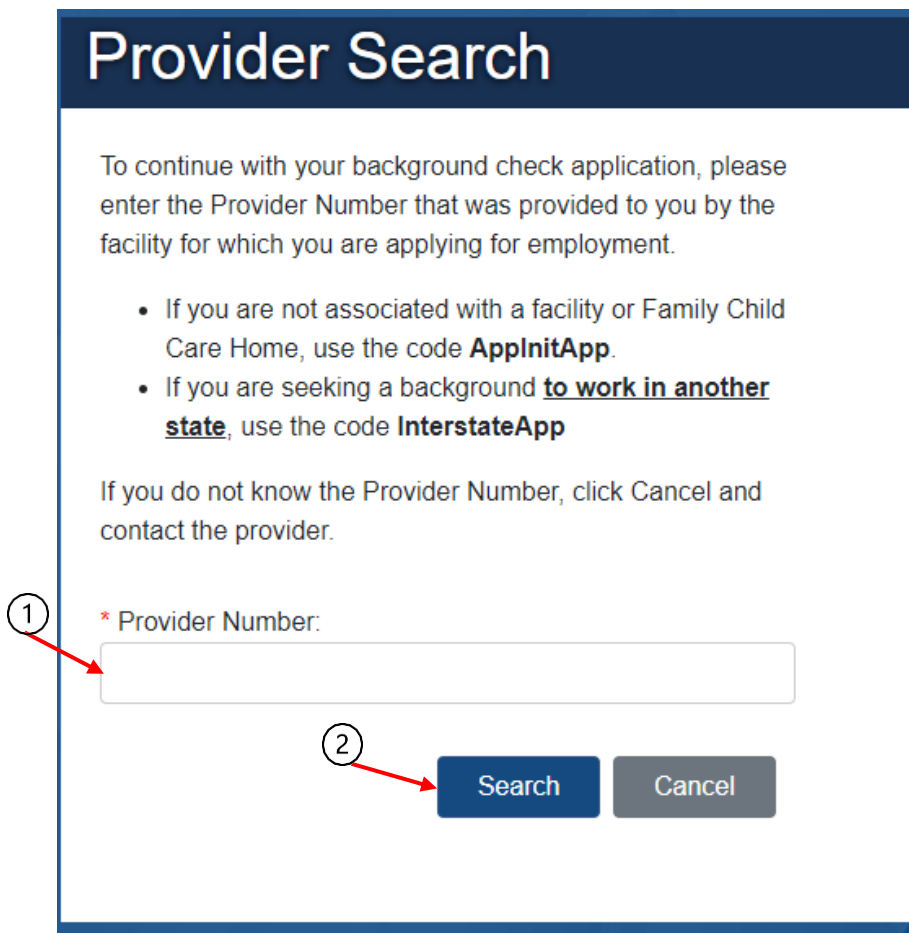 Provider Search
To continue with your background check application, please
enter the Provider Number that was provided to you by the
facility for which you are applying for employment.
• If you are not associated with a facility or Family Child
Care Home, use the code AppInitApp.
• If you are seeking a background to work in another
state, use the code InterstateApp
If you do not know the Provider Number, click Cancel and
contact the provider.
1
* Provider Number:
2
Search Cancel